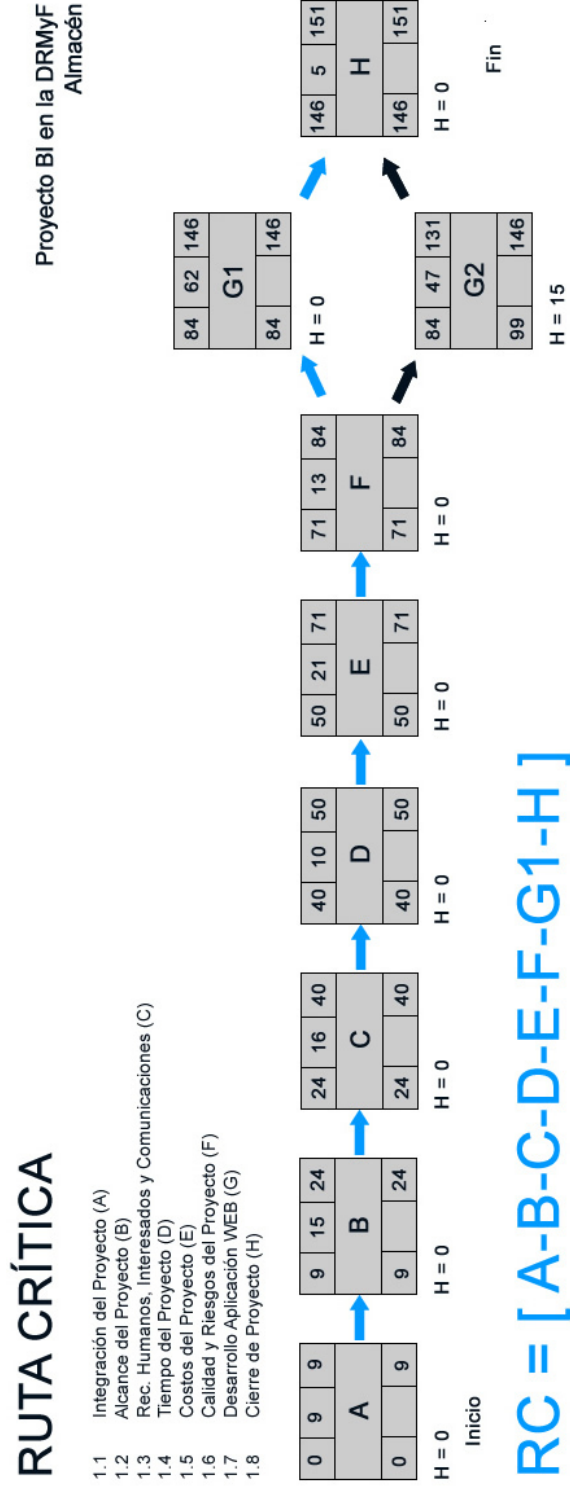 RUTA CRÍTICA
Proyecto BI en la DRMyF
Almacén
1.1 Integración del Proyecto (A)
1.2 Alcance del Proyecto (B)
1.3 Rec. Humanos, Interesados y Comunicaciones (C)
1.4 Tiempo del Proyecto (D)
1.5 Costos del Proyecto (E)
1.6 Calidad y Riesgos del Proyecto (F)
1.7 Desarrollo Aplicación WEB (G)
1.8 Cierre de Proyecto (H)
0 9 9
A
0 9
H = 0
Inicio
9 15 24
B
9 24
H = 0
24 16 40
C
24 40
H = 0
40 10 50
D
40 50
H = 0
50 21 71
E
50 71
H = 0
71 13 84
F
71 84
H = 0
84 62 146
G1
84 146
H = 0
84 47 131
G2
99 146
H = 15
146 5 151
H
146 151
H = 0
Fin
RC = [ A-B-C-D-E-F-G1-H ]